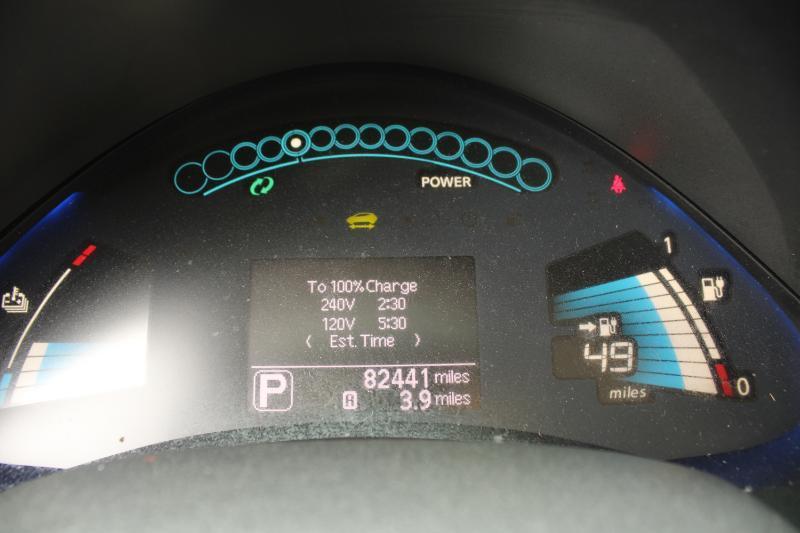 POWER
To 100% Charge
240V 2:30
120V 5:30
< Est. Time >
P 82441 miles
A 3.9 miles
1
49
miles
0